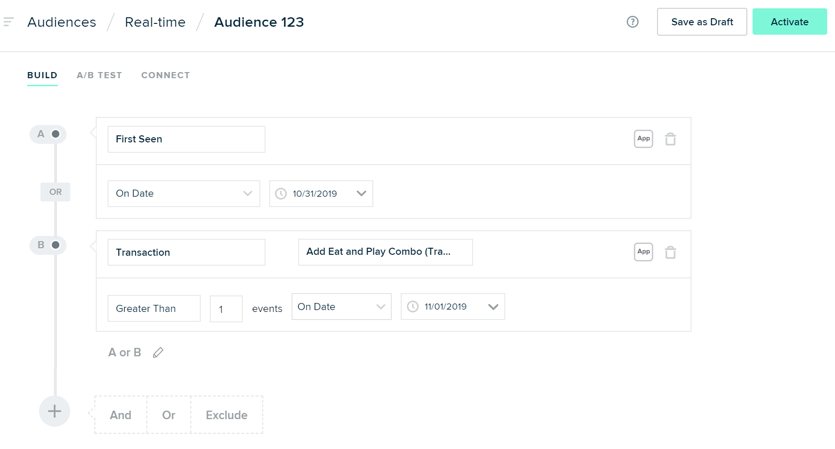 Audiences / Real-time / Audience 123
? Save as Draft Activate
BUILD A/B TEST CONNECT
A First Seen App
OR On Date 10/31/2019
B Transaction Add Eat and Play Combo (Tra... App
Greater Than 1 events On Date 11/01/2019
A or B
+ And Or Exclude